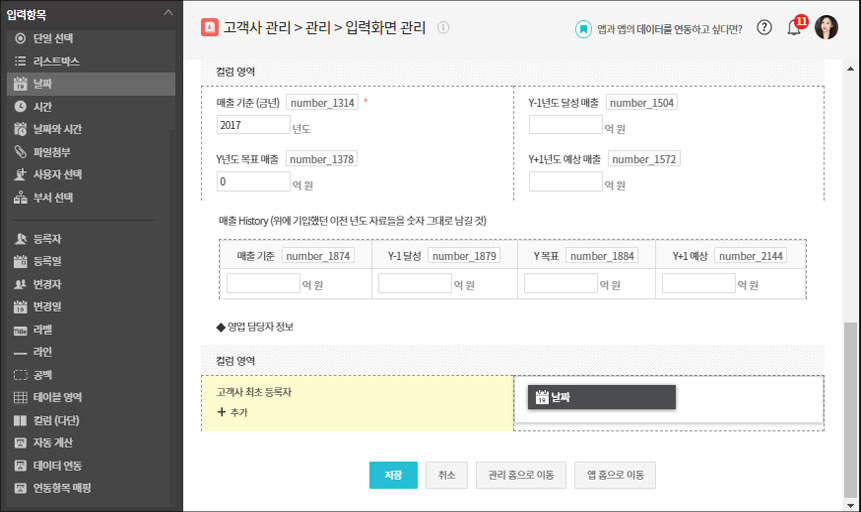 입력항목
단일 선택
리스트박스
날짜
시간
날짜와 시간
파일첨부
사용자 선택
부서 선택
등록자
등록일
변경자
변경일
라벨
라인
공백
테이블 영역
컬럼 (다단)
자동 계산
데이터 연동
연동항목 매핑
고객사 관리 > 관리 > 입력화면 관리
앱과 앱의 데이터를 연동하고 싶다면?
11
컬럼 영역
매출 기준 (금년) number_1314 *
2017 년도
Y-1년도 달성 매출 number_1504
억 원
Y년도 목표 매출 number_1378
0 억 원
Y+1년도 예상 매출 number_1572
억 원
매출 History (위에 기입했던 이전 년도 자료들을 숫자 그대로 남길 것)
매출 기준 number_1874 Y-1 달성 number_1879 Y 목표 number_1884 Y+1 예상 number_2144
억 원 억 원 억 원 억 원
◆ 영업 담당자 정보
컬럼 영역
고객사 최초 등록자
+ 추가
19 날짜
저장 취소 관리 홈으로 이동 앱 홈으로 이동